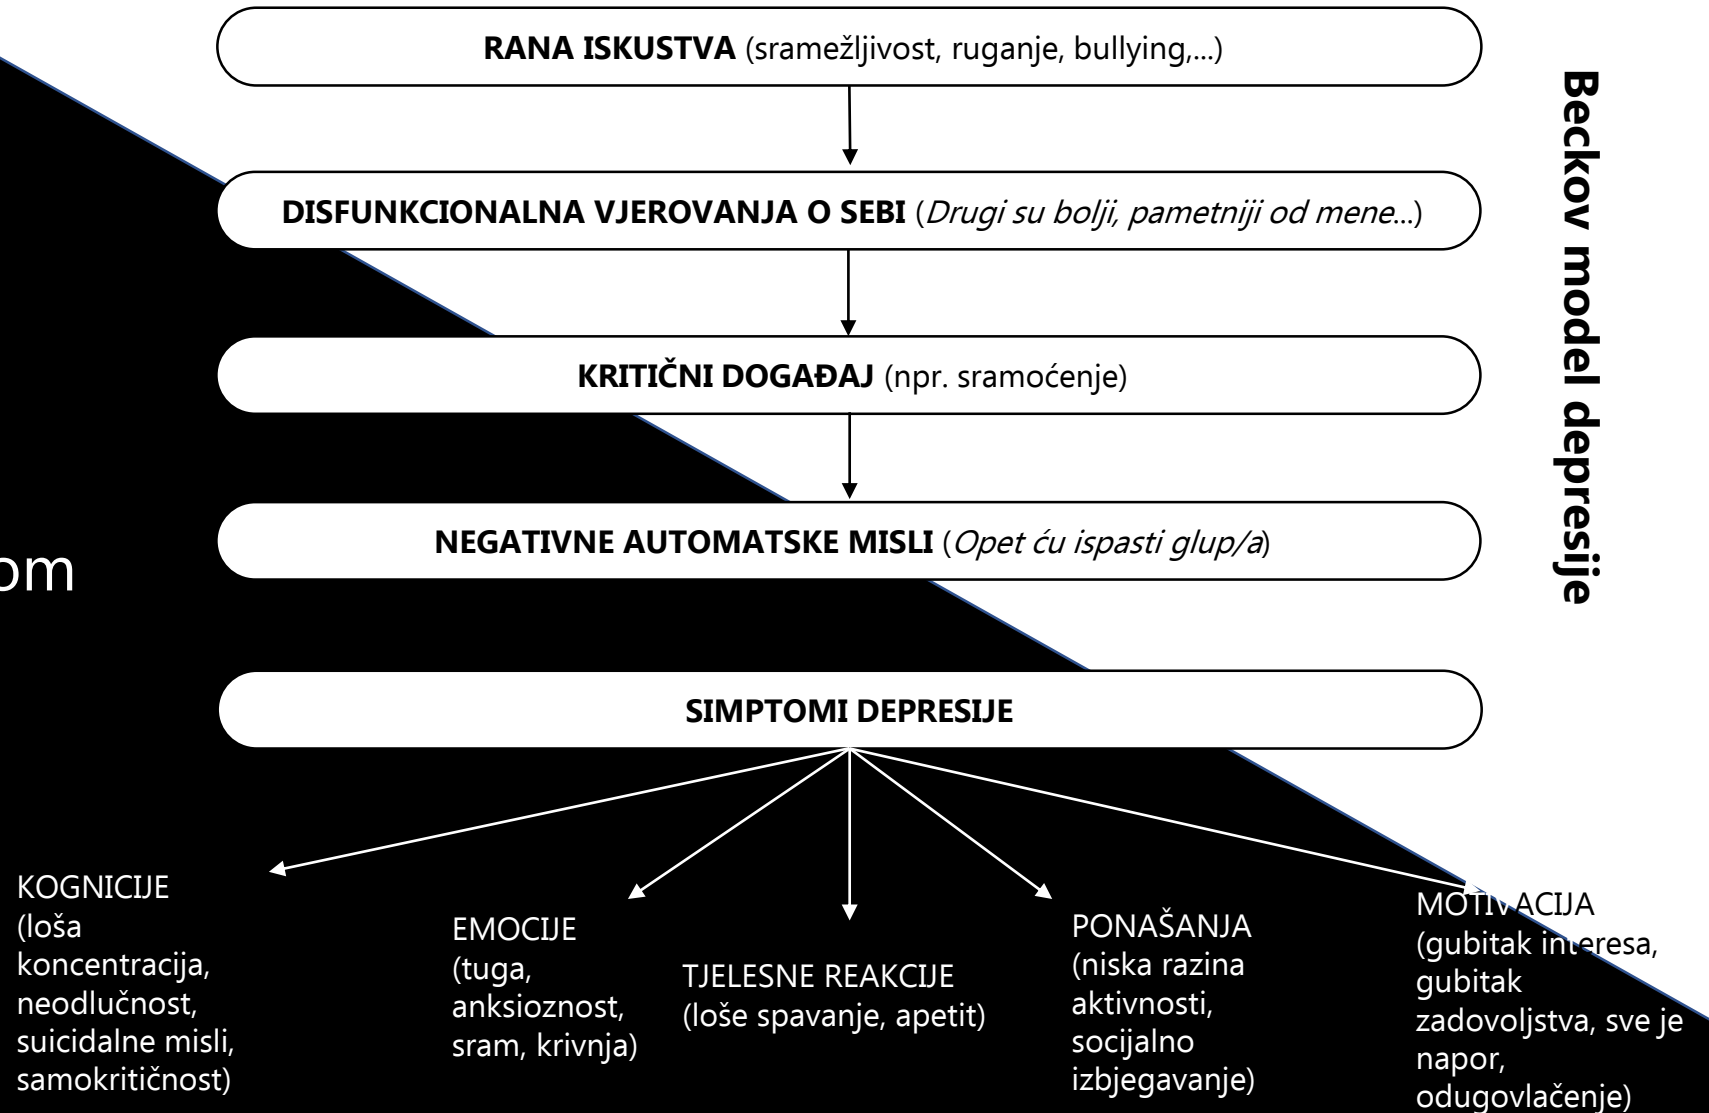 RANA ISKUSTVA (sramežljivost, ruganje, bullying,...)
DISFUNKCIONALNA VJEROVANJA O SEBI (Drugi su bolji, pametniji od mene...)
KRITIČNI DOGAĐAJ (npr. sramoćenje)
NEGATIVNE AUTOMATSKE MISLI (Opet ću ispasti glup/a)
om
SIMPTOMI DEPRESIJE
KOGNICIJE
(loša
koncentracija,
neodlučnost,
suicidalne misli,
samokritičnost)
EMOCIJE
(tuga,
anksioznost,
sram, krivnja)
TJELESNE REAKCIJE
(loše spavanje, apetit)
PONAŠANJA
(niska razina
aktivnosti,
socijalno
izbjegavanje)
MOTIVACIJA
(gubitak interesa,
gubitak
zadovoljstva, sve je
napor,
odugovlačenje)
Beckov model depresije